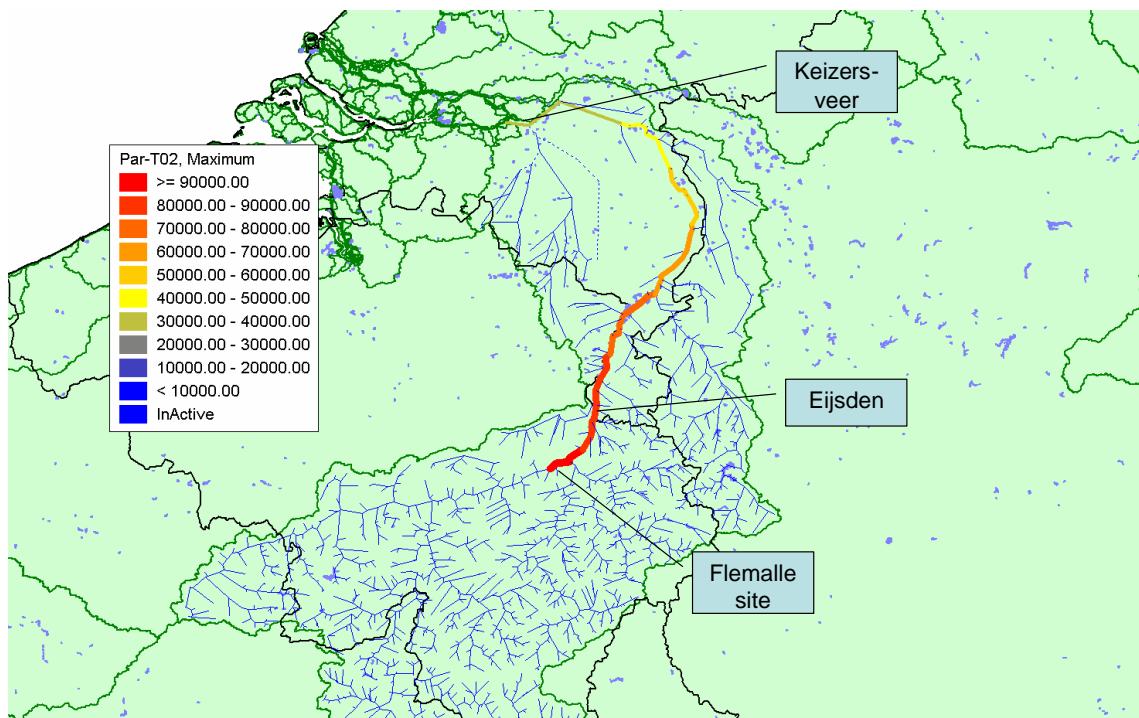 Keizers-
veer
Par-T02, Maximum
>= 90000.00
80000.00 - 90000.00
70000.00 - 80000.00
60000.00 - 70000.00
50000.00 - 60000.00
40000.00 - 50000.00
30000.00 - 40000.00
20000.00 - 30000.00
10000.00 - 20000.00
< 10000.00
InActive
Eijsden
Flemalle
site